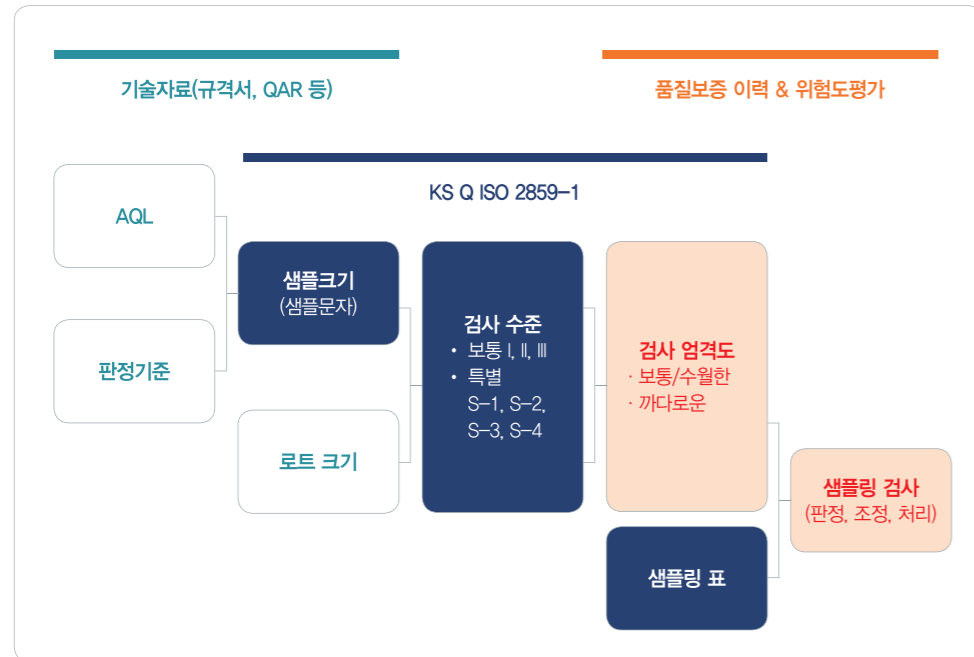 기술자료(규격서, QAR 등)
품질보증 이력 & 위험도평가
KS Q ISO 2859-1
AQL
판정기준
샘플크기
(샘플문자)
로트 크기
검사 수준
• 보통 I, II, III
• 특별
S-1, S-2,
S-3, S-4
검사 엄격도
· 보통/수월한
· 까다로운
샘플링 표
샘플링 검사
(판정, 조정, 처리)